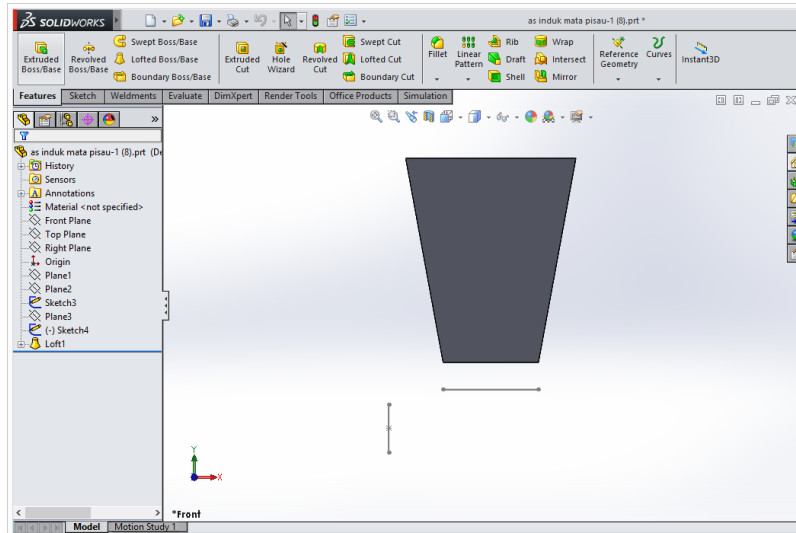 SOLIDWORKS
as induk mata pisau-1 (8).prt *
Extruded Boss/Base
Revolved Boss/Base
Swept Boss/Base
Lofted Boss/Base
Boundary Boss/Base
Extruded Cut
Hole Wizard
Revolved Cut
Swept Cut
Lofted Cut
Boundary Cut
Fillet
Linear Pattern
Rib
Draft
Shell
Wrap
Intersect
Mirror
Reference Geometry
Curves
Instant3D
Features Sketch Weldments Evaluate DimXpert Render Tools Office Products Simulation
as induk mata pisau-1 (8).prt (De
History
Sensors
Annotations
Material <not specified>
Front Plane
Top Plane
Right Plane
Origin
Plane1
Plane2
Sketch3
Plane3
(-) Sketch4
Loft1
Y
X
*Front
Model Motion Study 1